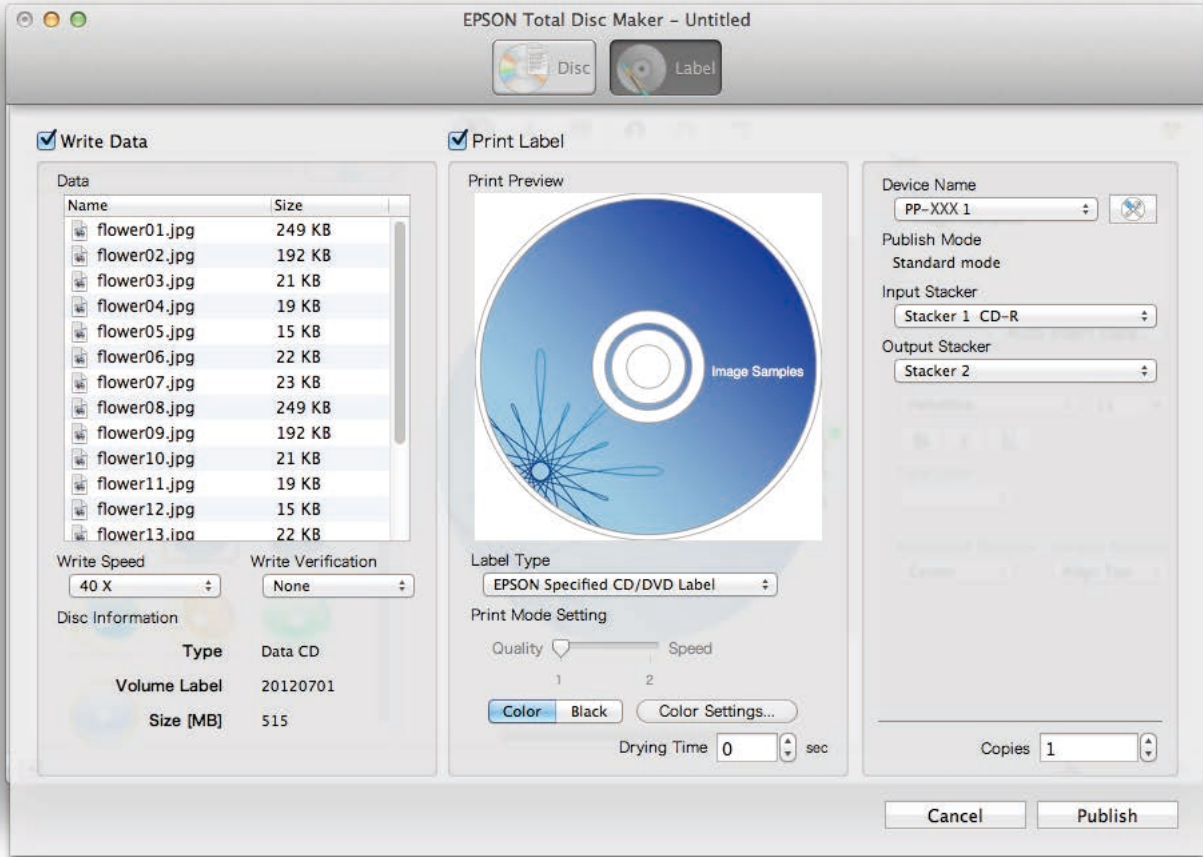 EPSON Total Disc Maker – Untitled
Disc
Label
Write Data
Data
Name Size
flower01.jpg 249 KB
flower02.jpg 192 KB
flower03.jpg 21 KB
flower04.jpg 19 KB
flower05.jpg 15 KB
flower06.jpg 22 KB
flower07.jpg 23 KB
flower08.jpg 249 KB
flower09.jpg 192 KB
flower10.jpg 21 KB
flower11.jpg 19 KB
flower12.jpg 15 KB
flower13.jpg 22 KB
Write Speed Write Verification
40 X None
Disc Information
Type Data CD
Volume Label 20120701
Size [MB] 515
Print Label
Print Preview
Image Samples
Label Type
EPSON Specified CD/DVD Label
Print Mode Setting
Quality Speed
1 2
Color Black Color Settings...
Drying Time 0 sec
Device Name
PP-XXX 1
Publish Mode
Standard mode
Input Stacker
Stacker 1 CD-R
Output Stacker
Stacker 2
Copies 1
Cancel Publish